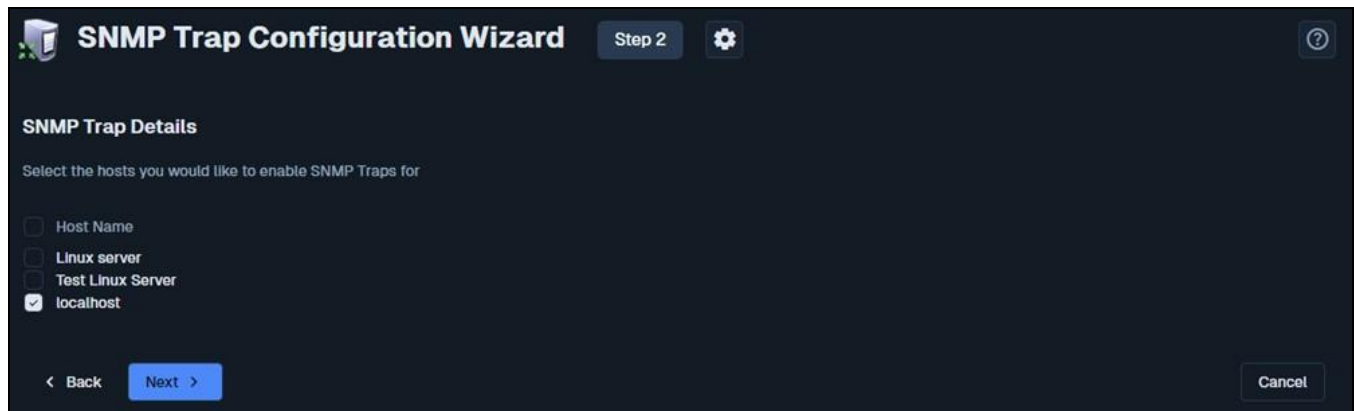 SNMP Trap Configuration Wizard Step 2
SNMP Trap Details
Select the hosts you would like to enable SNMP Traps for
Host Name
Linux server
Test Linux Server
localhost
< Back Next > Cancel